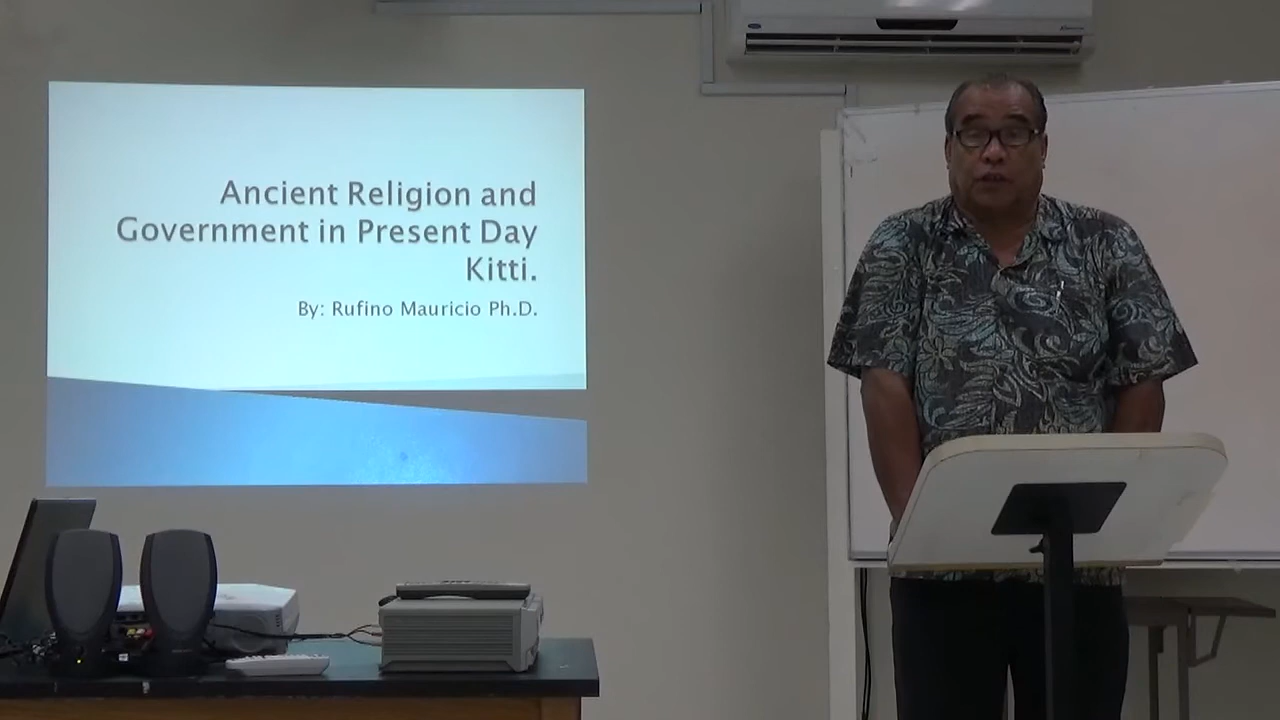 Ancient Religion and
Government in Present Day
Kitti.
By: Rufino Mauricio Ph.D.